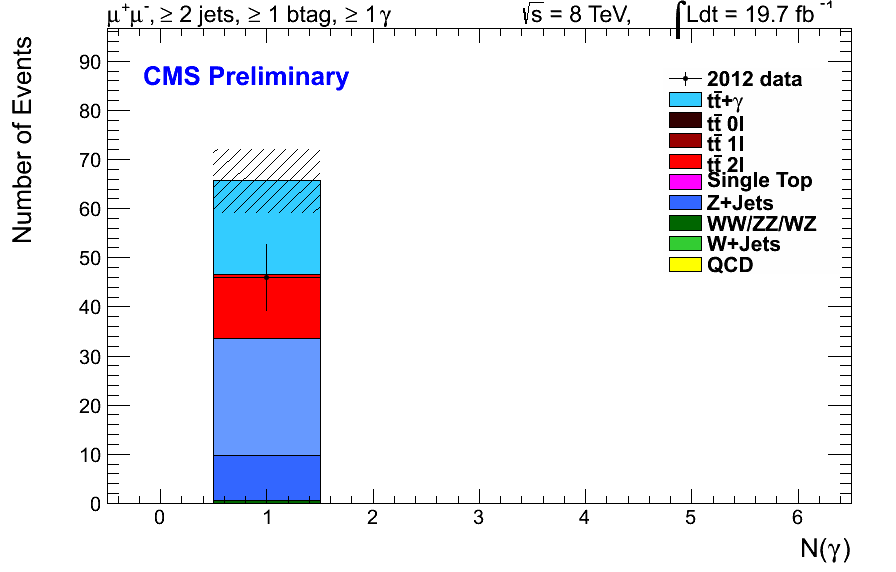 μ⁺μ⁻, ≥ 2 jets, ≥ 1 btag, ≥ 1 γ √s = 8 TeV, ∫Ldt = 19.7 fb⁻¹
CMS Preliminary
Number of Events
90
80
70
60
50
40
30
20
10
0
2012 data
tt̄+γ
tt̄ 0l
tt̄ 1l
tt̄ 2l
Single Top
Z+Jets
WW/ZZ/WZ
W+Jets
QCD
0 1 2 3 4 5 6
N(γ)